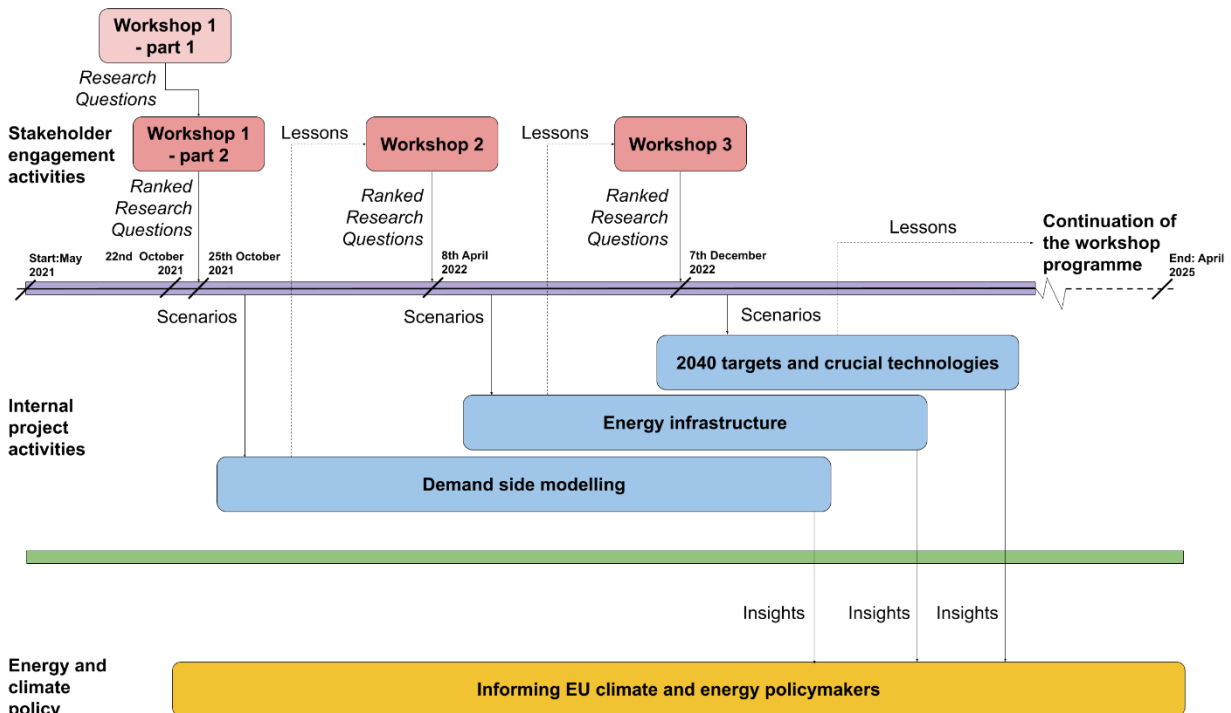 Workshop 1
- part 1
Research
Questions
Stakeholder
engagement
activities
Workshop 1
- part 2
Lessons
Workshop 2
Lessons
Workshop 3
Ranked
Research
Questions
Ranked
Research
Questions
Ranked
Research
Questions
Lessons
Continuation of
the workshop
programme
Start:May
2021
22nd October
2021
25th October
2021
8th April
2022
7th December
2022
End: April
2025
Scenarios
Scenarios
Scenarios
2040 targets and crucial technologies
Internal
project
activities
Energy infrastructure
Demand side modelling
Insights
Insights
Insights
Energy and
climate
policy
Informing EU climate and energy policymakers